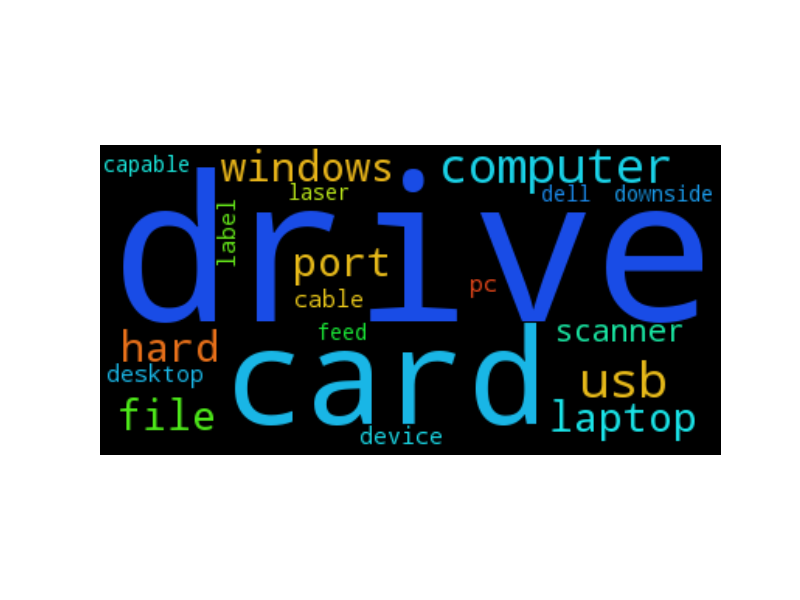 capable
windows
computer
laser
dell
downside
label
drive
port
pc
cable
feed
scanner
hard
desktop
card
usb
file
laptop
device